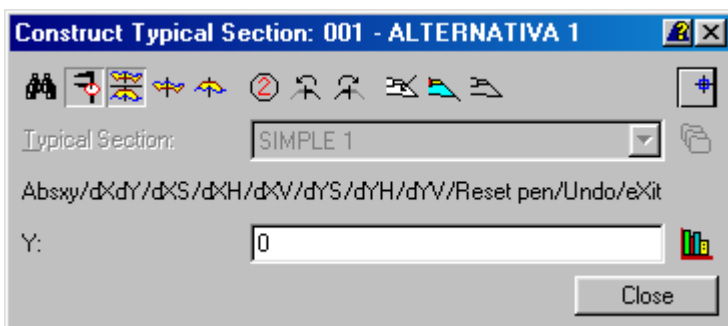 Construct Typical Section: 001 - ALTERNATIVA 1
2
Typical Section: SIMPLE 1
Absxy/dXdY/dXS/dXH/dXV/dYS/dYH/dYV/Reset pen/Undo/eXit
Y: 0
Close